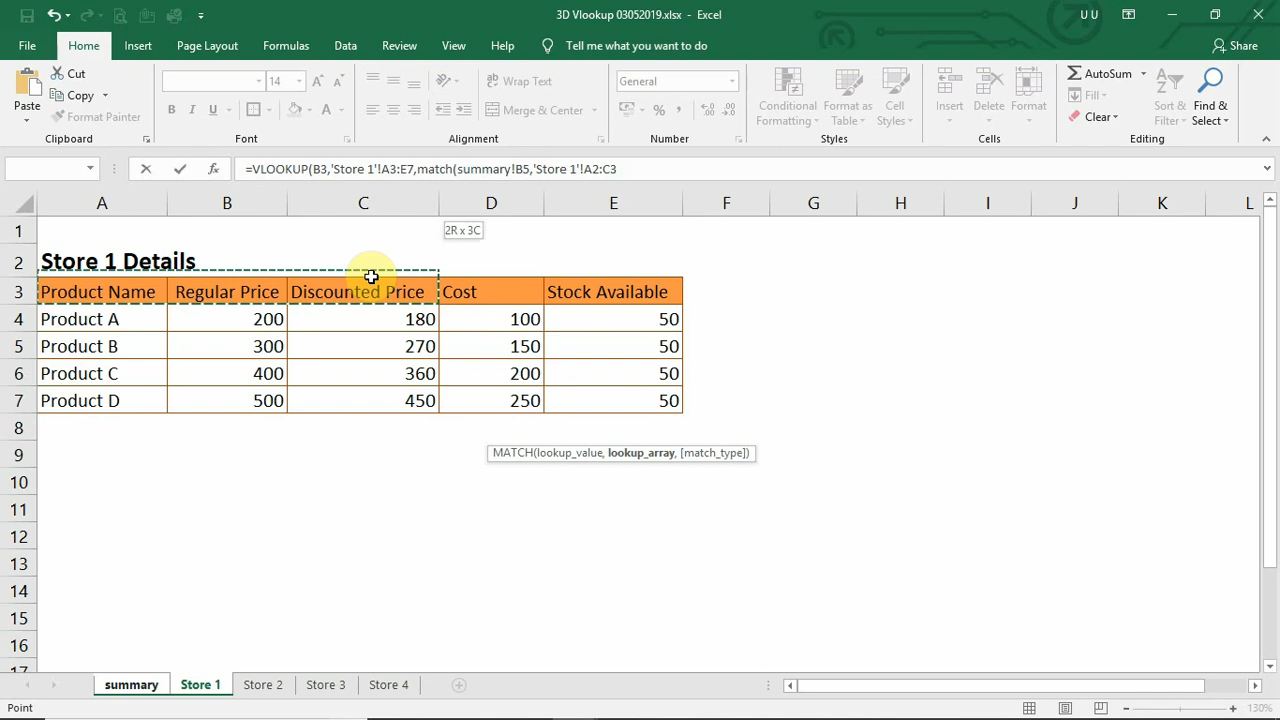 3D Vlookup 03052019.xlsx - Excel
U U
File Home Insert Page Layout Formulas Data Review View Help Tell me what you want to do Share
Paste
Cut
Copy
Format Painter
Clipboard
14
A A
B I U
A
Font
ab
Wrap Text
Merge & Center
Alignment
General
% ,
Number
Conditional Formatting
Format as Table
Cell Styles
Styles
Insert
Delete
Format
Cells
AutoSum
Fill
Clear
Sort & Filter
Find & Select
Editing
fx
=VLOOKUP(B3,'Store 1'!A3:E7,match(summary!B5,'Store 1'!A2:C3
A B C D E F G H I J K L
1
2R x 3C
2 Store 1 Details
3 Product Name Regular Price Discounted Price Cost Stock Available
4 Product A 200 180 100 50
5 Product B 300 270 150 50
6 Product C 400 360 200 50
7 Product D 500 450 250 50
8
9
MATCH(lookup_value, lookup_array, [match_type])
10
11
12
13
14
15
16
17
summary Store 1 Store 2 Store 3 Store 4
Point
130%